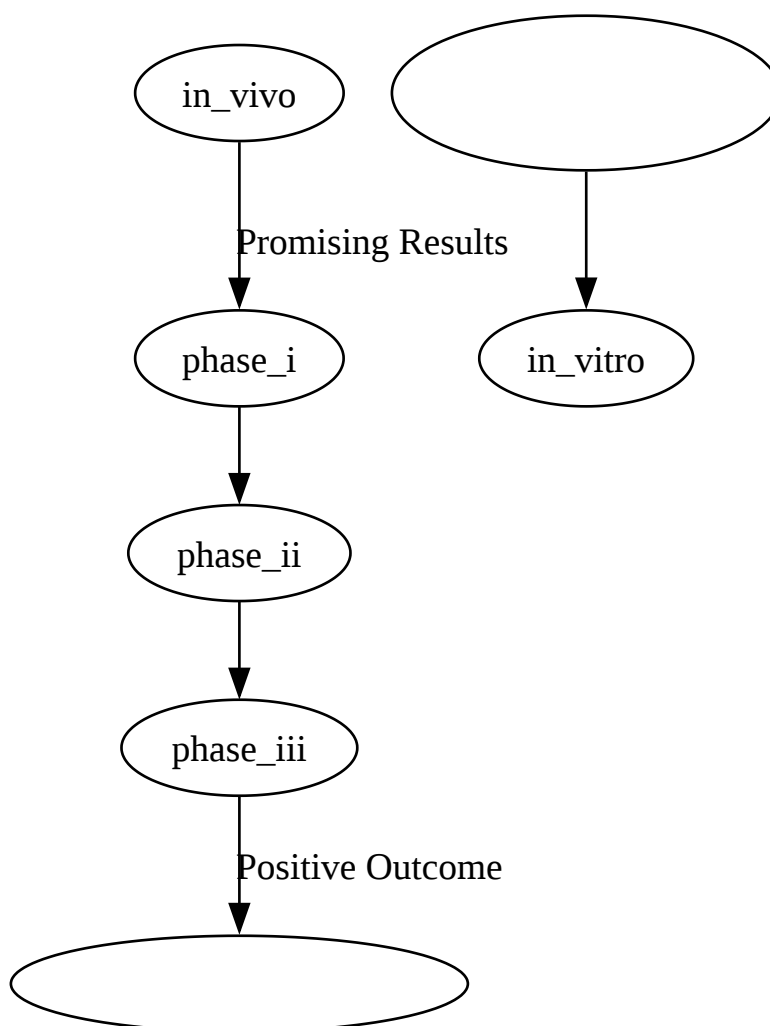 in_vivo
Promising Results
phase_i
in_vitro
phase_ii
phase_iii
Positive Outcome